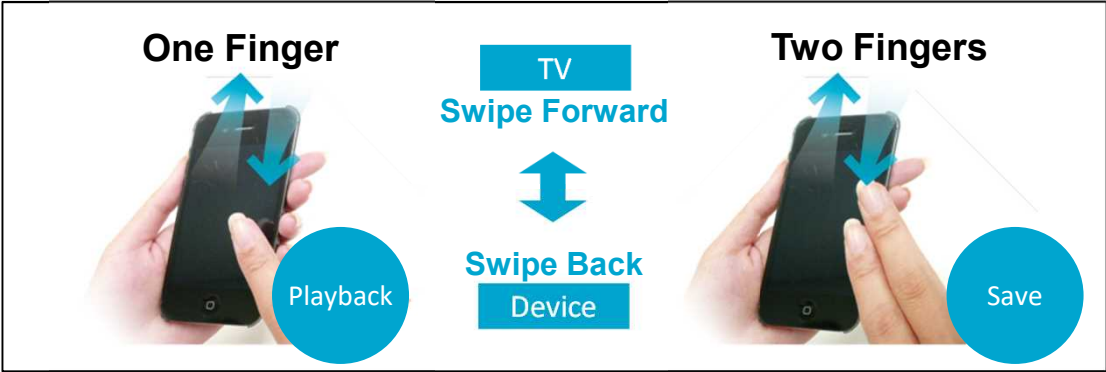 One Finger
Playback
TV
Swipe Forward
Swipe Back
Device
Two Fingers
Save